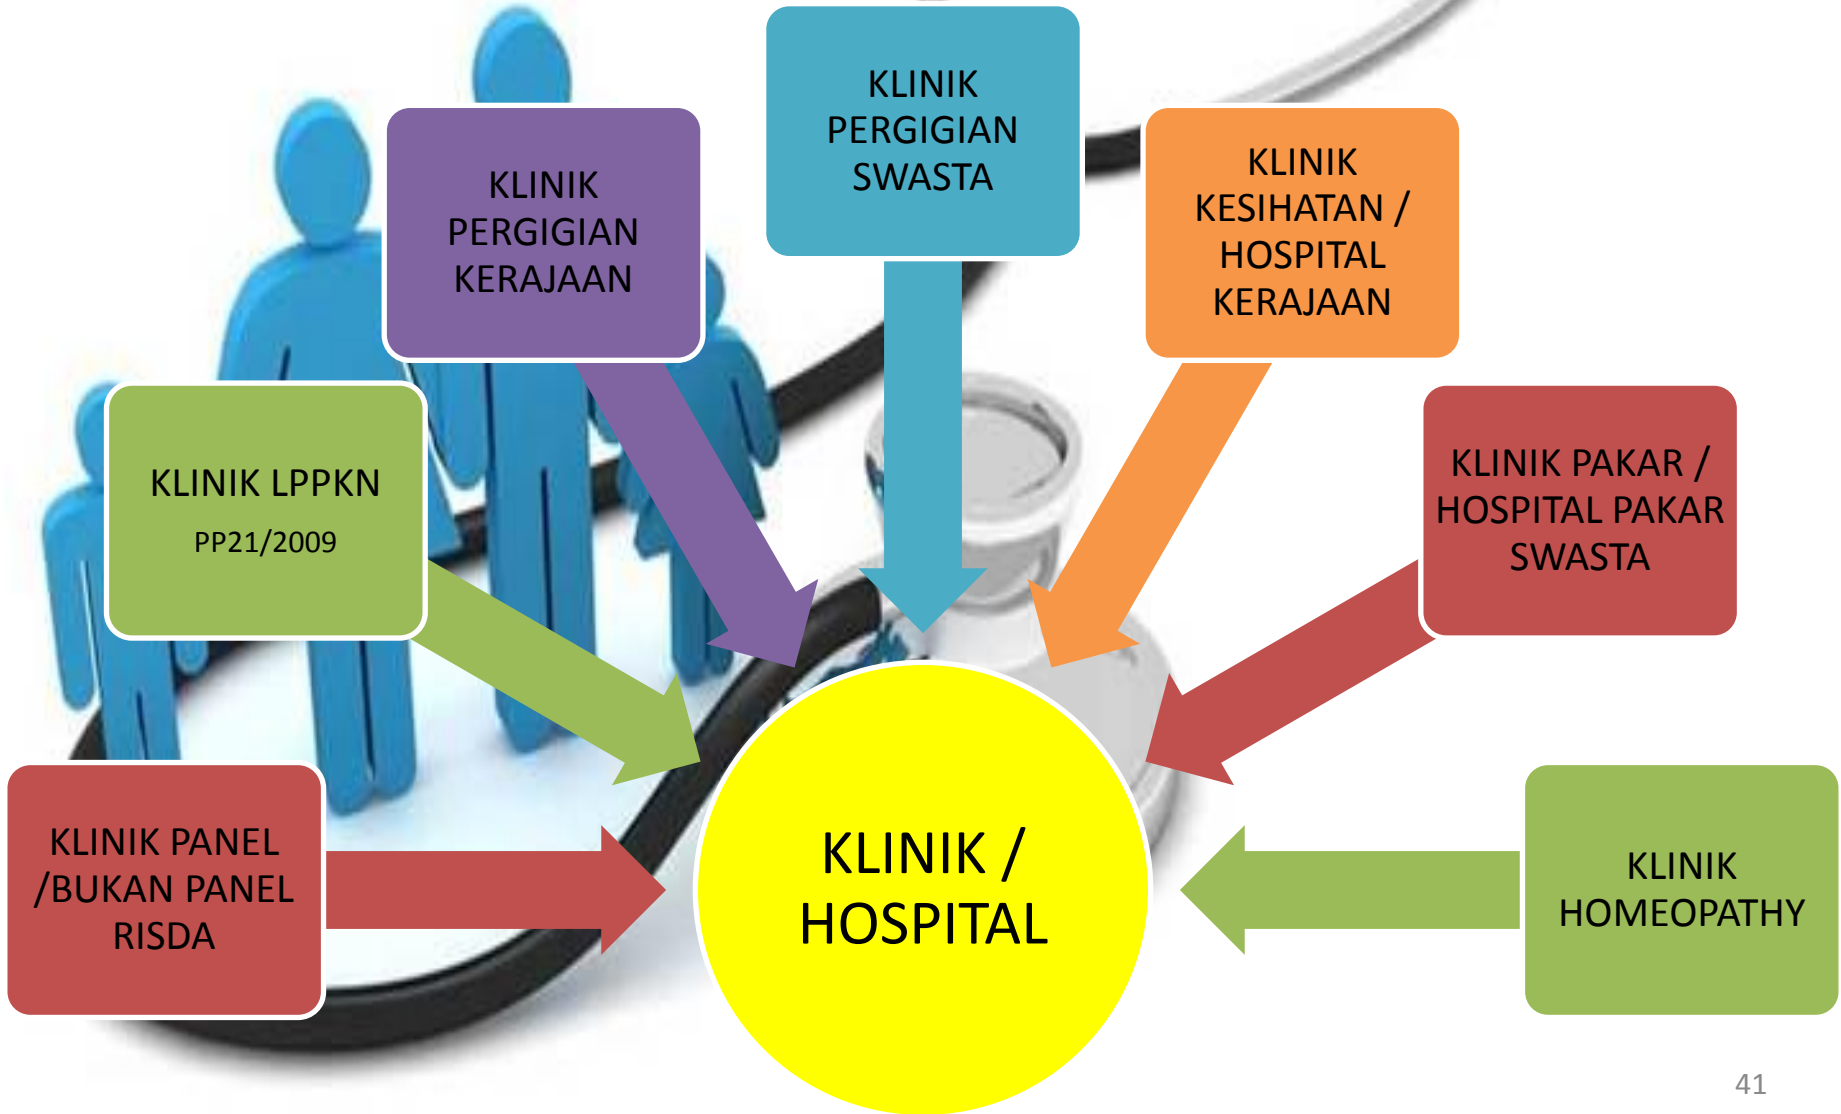 KLINIK
PERGIGIAN
SWASTA
KLINIK
PERGIGIAN
KERAJAAN
KLINIK
KESIHATAN /
HOSPITAL
KERAJAAN
KLINIK LPPKN
PP21/2009
KLINIK PAKAR /
HOSPITAL PAKAR
SWASTA
KLINIK PANEL
/BUKAN PANEL
RISDA
KLINIK /
HOSPITAL
KLINIK
HOMEOPATHY
41